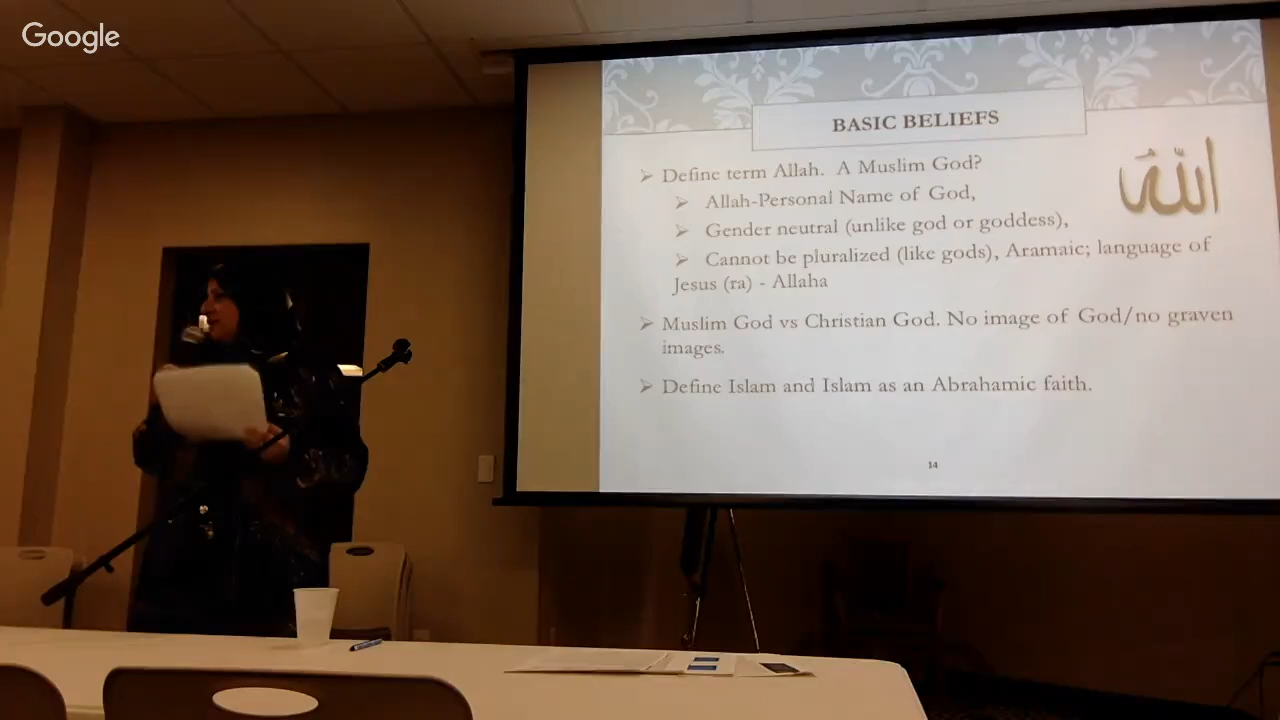 Google
BASIC BELIEFS
➢ Define term Allah. A Muslim God?
➢ Allah-Personal Name of God,
➢ Gender neutral (unlike god or goddess),
➢ Cannot be pluralized (like gods), Aramaic; language of
Jesus (ra) - Allaha
➢ Muslim God vs Christian God. No image of God/no graven
images.
➢ Define Islam and Islam as an Abrahamic faith.
الله
14